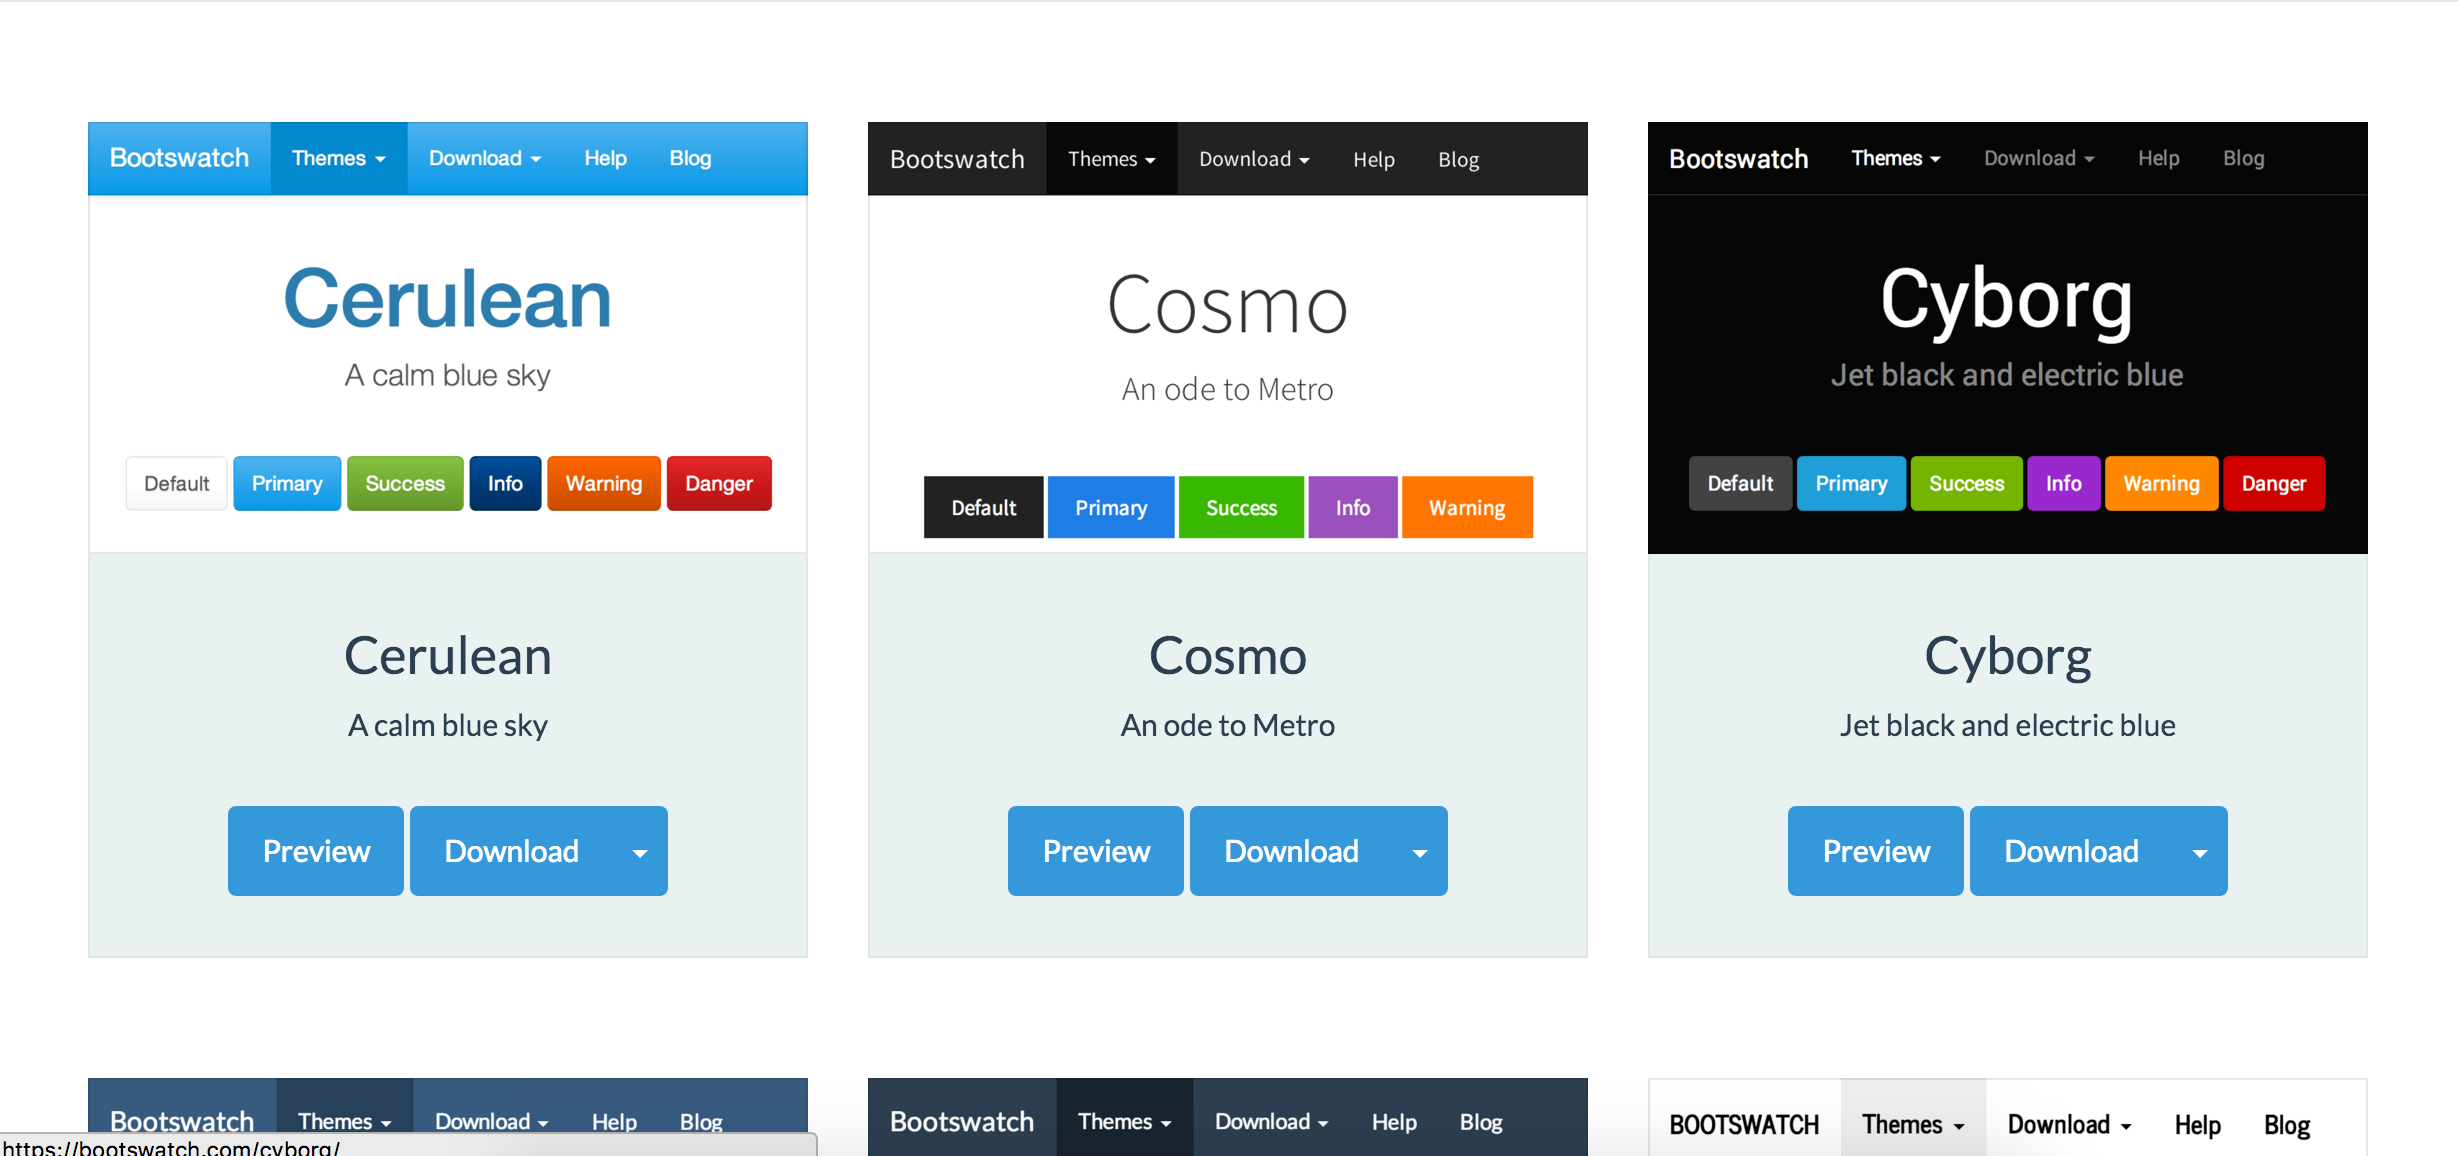 Bootswatch Themes Download Help Blog
Cerulean
A calm blue sky
Default Primary Success Info Warning Danger
Cerulean
A calm blue sky
Preview Download
Bootswatch Themes Download Help Blog
Cosmo
An ode to Metro
Default Primary Success Info Warning
Cosmo
An ode to Metro
Preview Download
Bootswatch Themes Download Help Blog
Cyborg
Jet black and electric blue
Default Primary Success Info Warning Danger
Cyborg
Jet black and electric blue
Preview Download
Bootswatch Themes Download Help Blog
Bootswatch Themes Download Help Blog
BOOTSWATCH Themes Download Help Blog
https://bootswatch.com/cyborg/